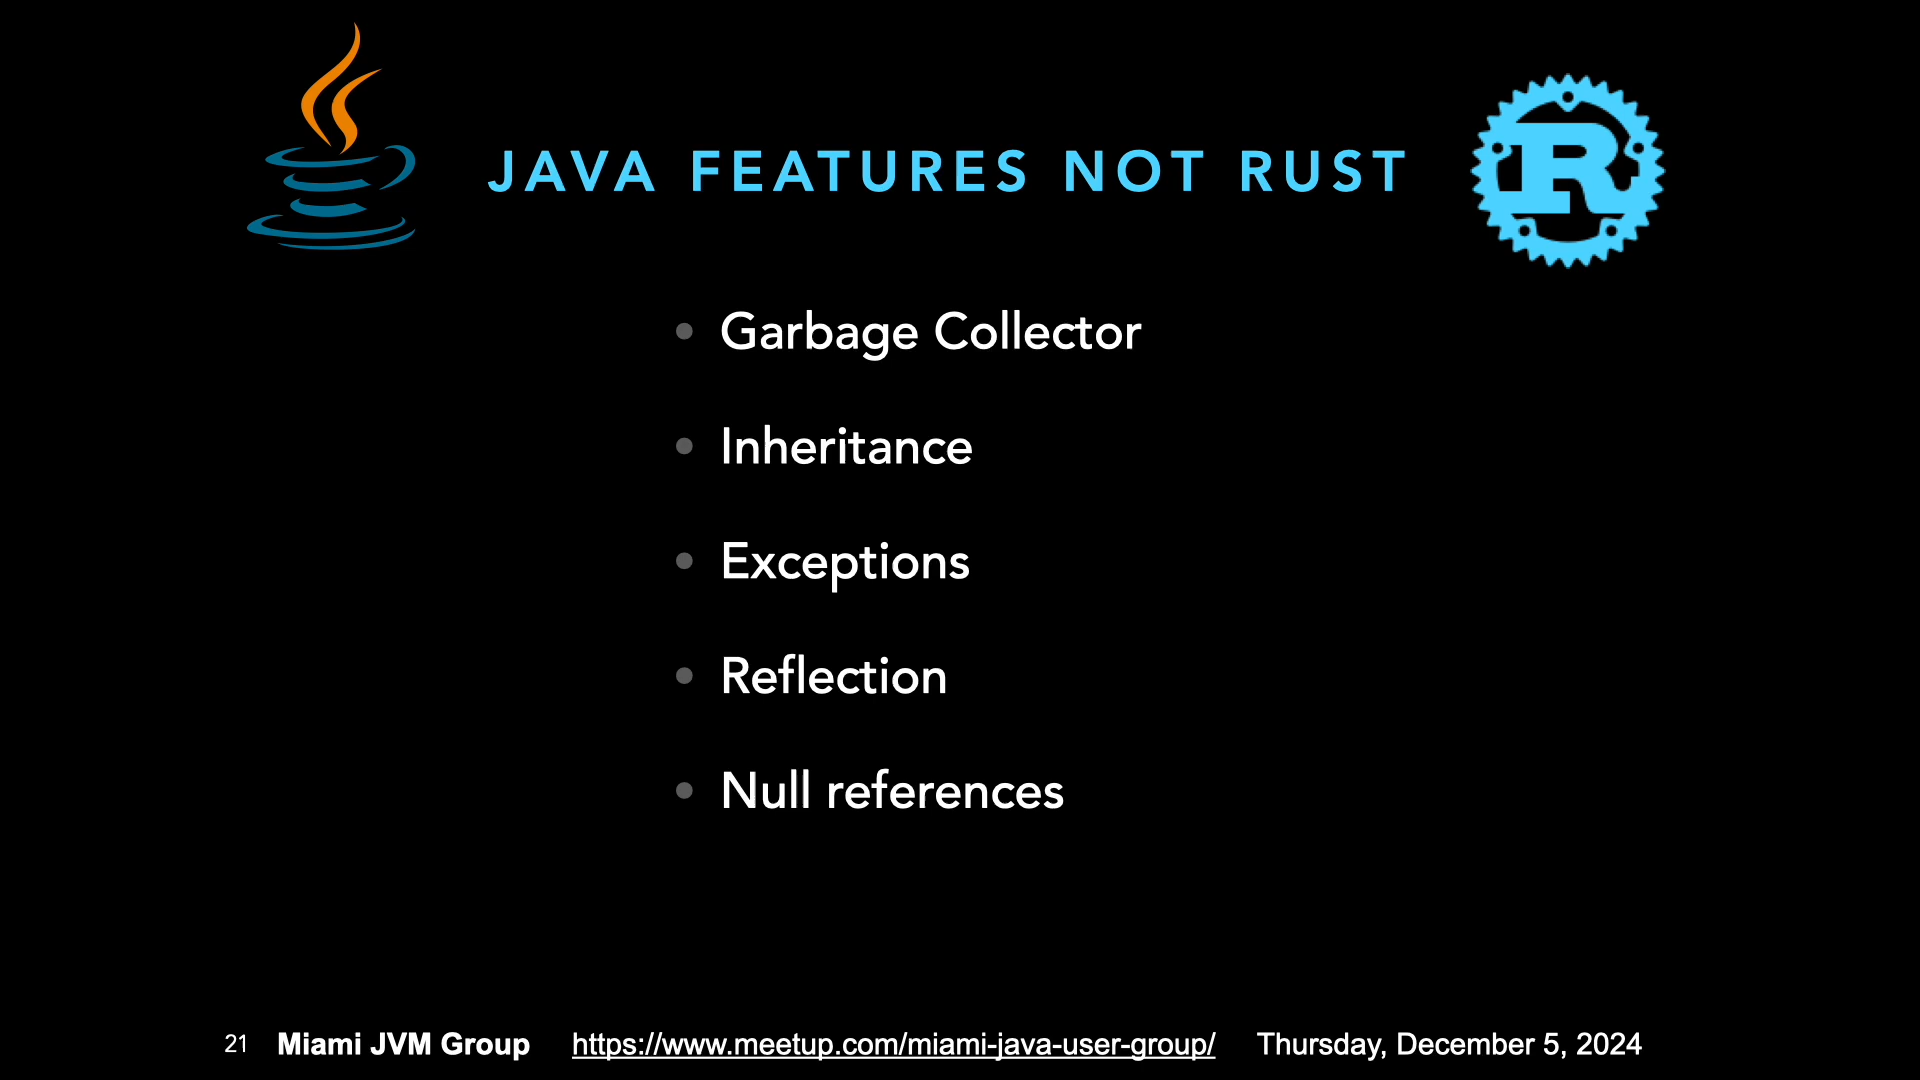 JAVA FEATURES NOT RUST
R
• Garbage Collector
• Inheritance
• Exceptions
• Reflection
• Null references
21 Miami JVM Group https://www.meetup.com/miami-java-user-group/ Thursday, December 5, 2024